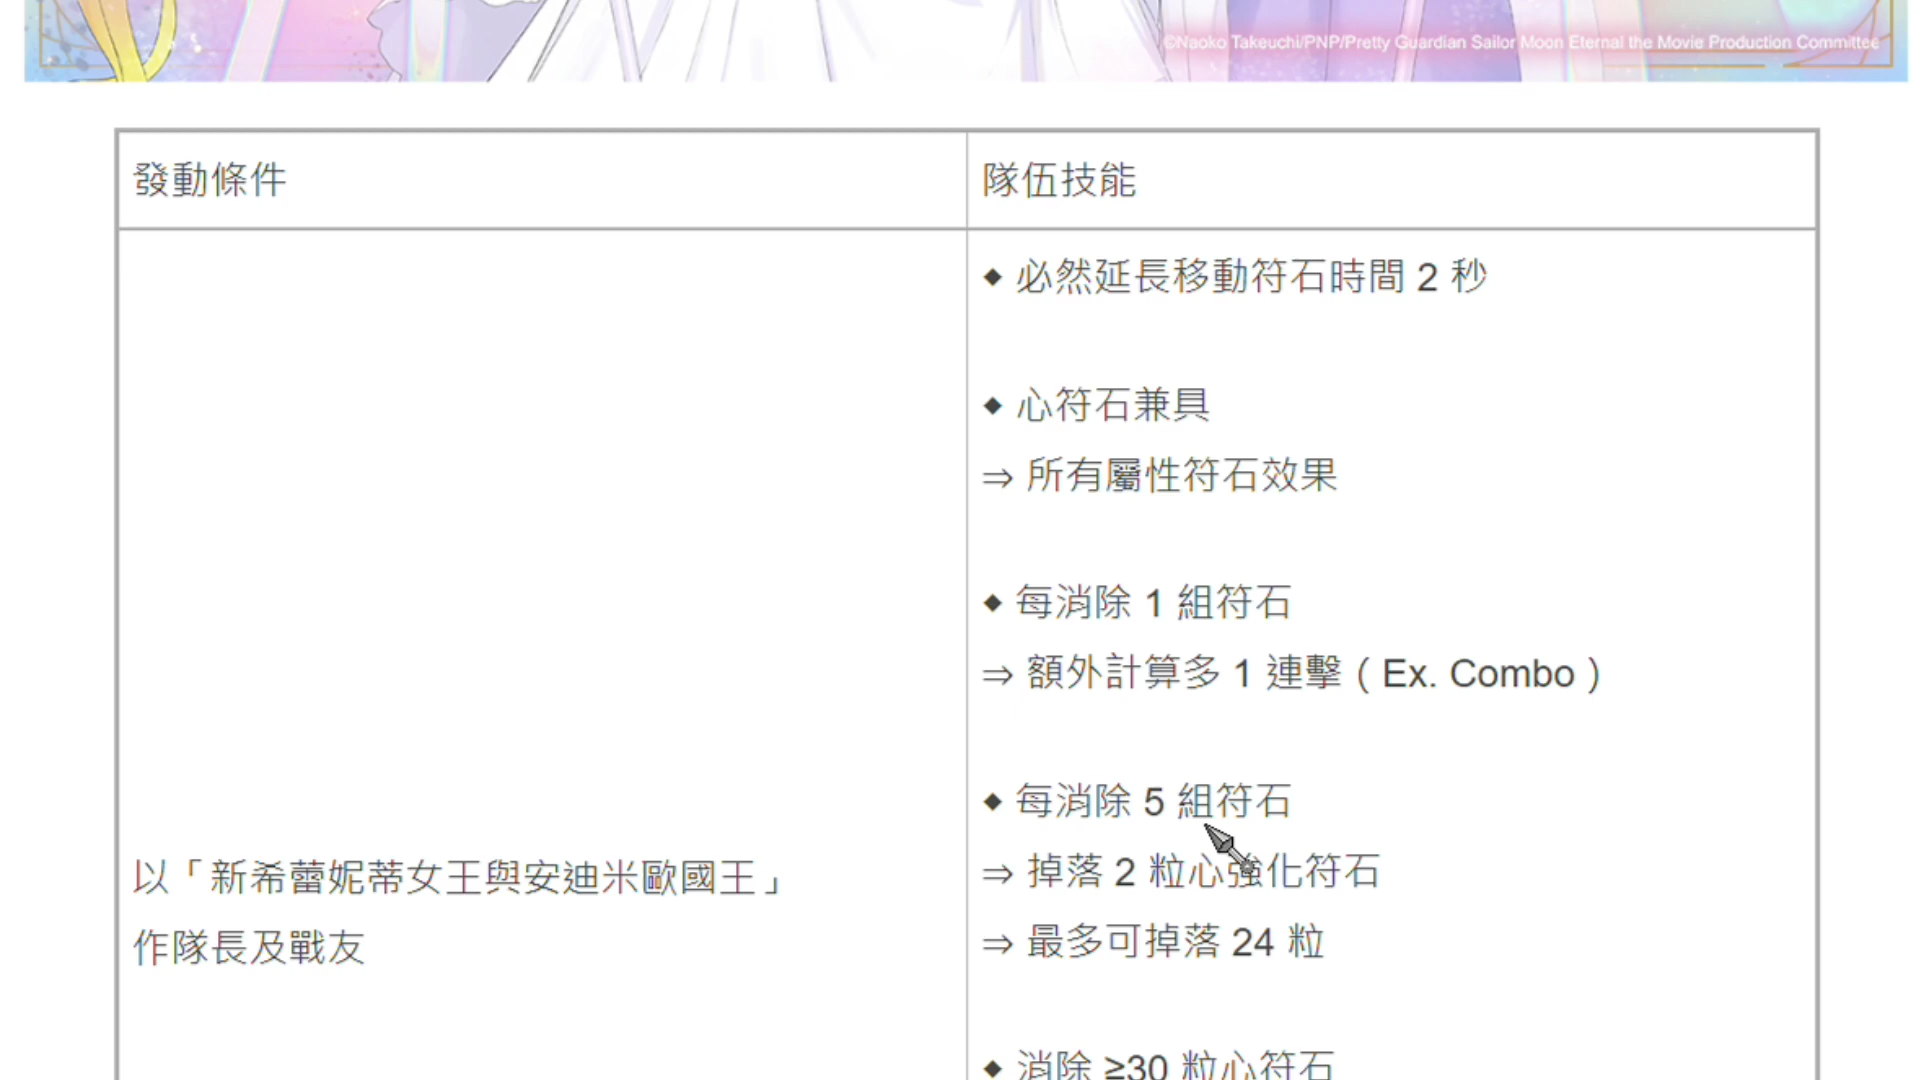 ©Naoko Takeuchi/PNP/Pretty Guardian Sailor Moon Eternal the Movie Production Committee
發動條件
隊伍技能
以「新希蕾妮蒂女王與安迪米歐國王」
作隊長及戰友
◆ 必然延長移動符石時間 2 秒
◆ 心符石兼具
⇒ 所有屬性符石效果
◆ 每消除 1 組符石
⇒ 額外計算多 1 連擊（Ex. Combo）
◆ 每消除 5 組符石
⇒ 掉落 2 粒心強化符石
⇒ 最多可掉落 24 粒
◆ 消除 ≥30 粒心符石